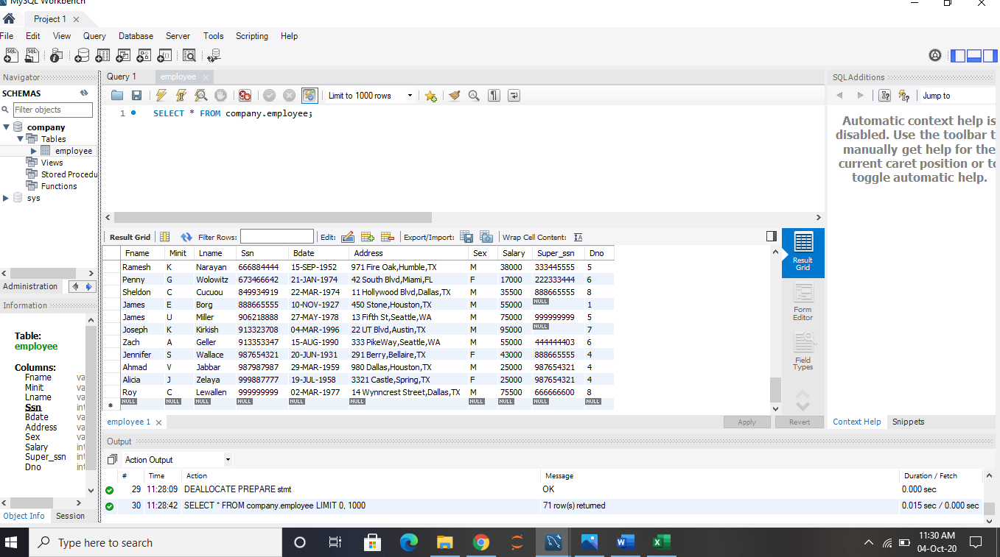 MySQL Workbench
Project 1
File Edit View Query Database Server Tools Scripting Help
Navigator
SCHEMAS
Filter objects
company
Tables
employee
Views
Stored Procedu
Functions
sys
Administration
Information
Table:
employee
Columns:
Fname va
Minit va
Lname va
Ssn int
Bdate va
Address va
Sex va
Salary int
Super_ssn int
Dno int
Object Info Session
Query 1 employee
Limit to 1000 rows
1 SELECT * FROM company.employee;
Result Grid Filter Rows: Edit: Export/Import: Wrap Cell Content:
Fname Minit Lname Ssn Bdate Address Sex Salary Super_ssn Dno
Ramesh K Narayan 666884444 15-SEP-1952 971 Fire Oak,Humble,TX M 38000 333445555 5
Penny G Wolowitz 673466642 21-JAN-1974 42 South Blvd,Miami,FL F 17000 222333444 6
Sheldon C Cucuou 849934919 22-MAR-1974 11 Hollywood Blvd,Dallas,TX M 35500 888665555 8
James E Borg 888665555 10-NOV-1927 450 Stone,Houston,TX M 55000 NULL 1
James U Miller 906218888 27-MAY-1978 13 Fifth St,Seattle,WA M 75000 999999999 5
Joseph K Kirkish 913323708 04-MAR-1996 22 UT Blvd,Austin,TX M 95000 NULL 7
Zach A Geller 913353347 15-AUG-1990 333 PikeWay,Seattle,WA M 55000 444444403 6
Jennifer S Wallace 987654321 20-JUN-1931 291 Berry,Bellaire,TX F 43000 888665555 4
Ahmad V Jabbar 987987987 29-MAR-1959 980 Dallas,Houston,TX M 25000 987654321 4
Alicia J Zelaya 999887777 19-JUL-1958 3321 Castle,Spring,TX F 25000 987654321 4
Roy C Lewallen 999999999 02-MAR-1977 14 Wynncrest Street,Dallas,TX M 75500 666666600 8
NULL NULL NULL NULL NULL NULL NULL NULL NULL NULL
Result
Grid
Form
Editor
Field
Types
employee 1
Apply Revert
SQLAdditions
Jump to
Automatic context help is
disabled. Use the toolbar t
manually get help for the
current caret position or to
toggle automatic help.
Context Help Snippets
Output
Action Output
# Time Action Message Duration / Fetch
29 11:28:09 DEALLOCATE PREPARE stmt OK 0.000 sec
30 11:28:42 SELECT * FROM company.employee LIMIT 0, 1000 71 row(s) returned 0.015 sec / 0.000 sec
Type here to search
11:30 AM
04-Oct-20